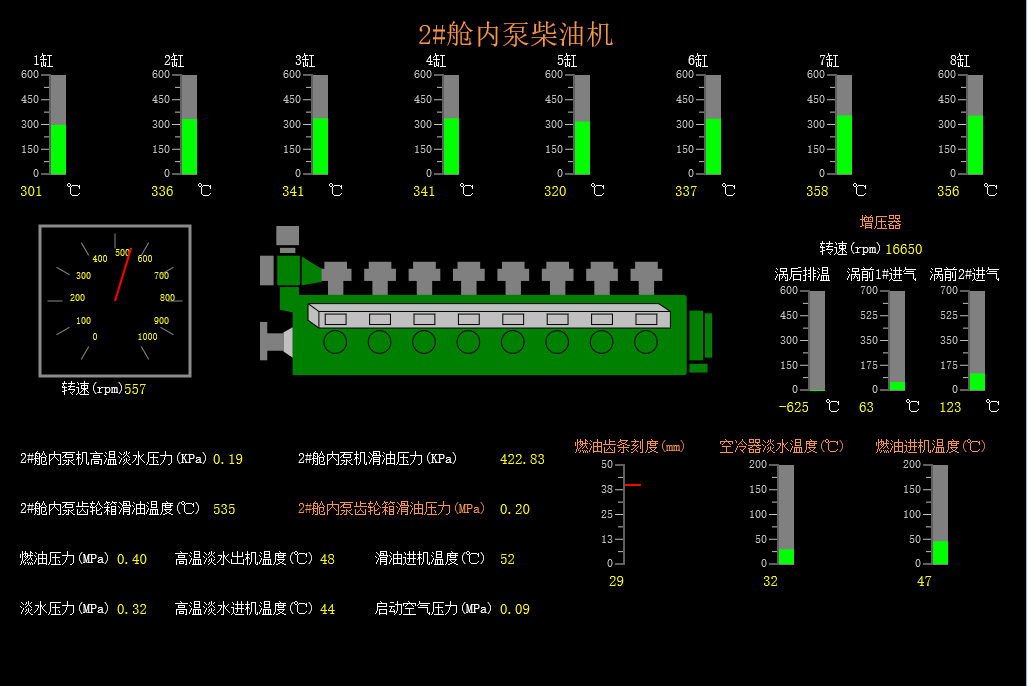 2#舱内泵柴油机
1缸 2缸 3缸 4缸 5缸 6缸 7缸 8缸
600 600 600 600 600 600 600 600
450 450 450 450 450 450 450 450
300 300 300 300 300 300 300 300
150 150 150 150 150 150 150 150
0 0 0 0 0 0 0 0
301 ℃ 336 ℃ 341 ℃ 341 ℃ 320 ℃ 337 ℃ 358 ℃ 356 ℃
0 100 200 300 400 500 600 700 800 900 1000
转速(rpm)557
增压器
转速(rpm) 16650
涡后排温 涡前1#进气 涡前2#进气
600 700 700
450 525 525
300 350 350
150 175 175
0 0 0
-625 ℃ 63 ℃ 123 ℃
2#舱内泵机高温淡水压力(KPa) 0.19 2#舱内泵机滑油压力(KPa) 422.83
2#舱内泵齿轮箱滑油温度(℃) 535 2#舱内泵齿轮箱滑油压力(MPa) 0.20
燃油压力(MPa) 0.40 高温淡水出机温度(℃) 48 滑油进机温度(℃) 52
淡水压力(MPa) 0.32 高温淡水进机温度(℃) 44 启动空气压力(MPa) 0.09
燃油齿条刻度(mm) 空冷器淡水温度(℃) 燃油进机温度(℃)
50 200 200
38 150 150
25 100 100
13 50 50
0 0 0
29 32 47